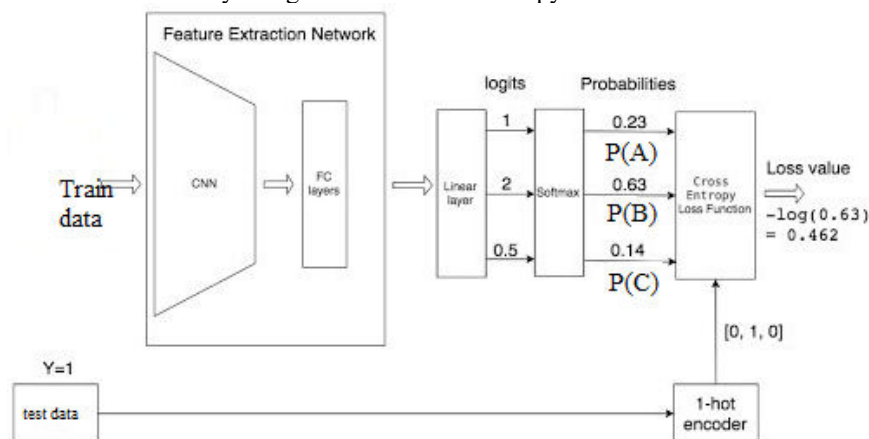 Feature Extraction Network
logits
Probabilities
CNN
FC
layers
Train
data
Linear
layer
1
2
0.5
Softmax
0.23
P(A)
0.63
P(B)
0.14
P(C)
Cross
Entropy
Loss Function
Loss value
-log(0.63)
= 0.462
[0, 1, 0]
Y=1
test data
1-hot
encoder